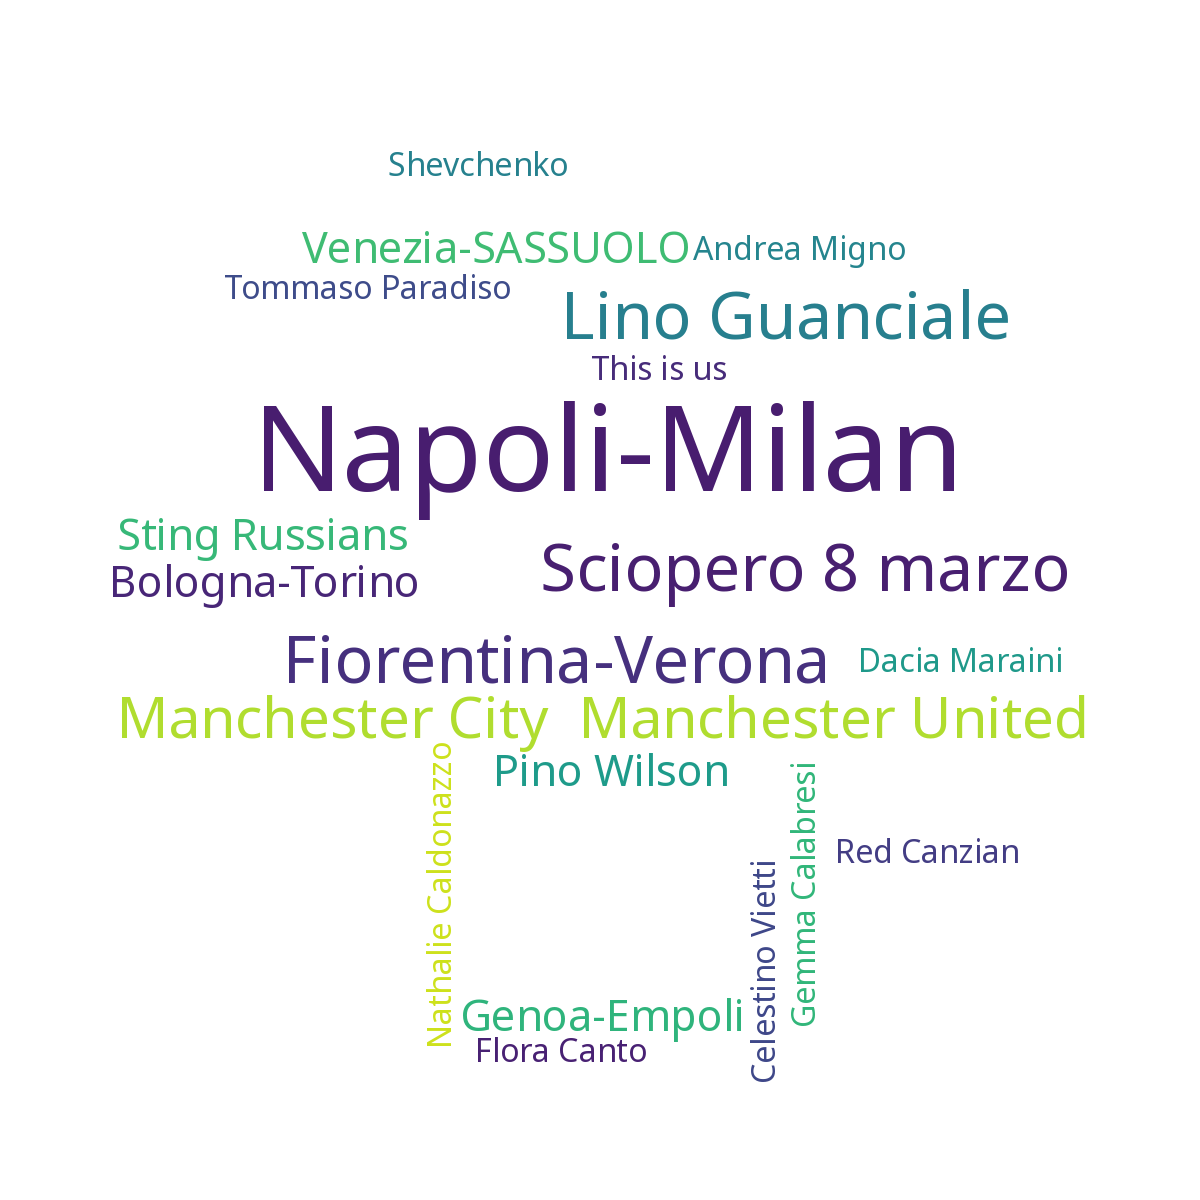 Shevchenko
Venezia-SASSUOLO
Andrea Migno
Tommaso Paradiso
Lino Guanciale
This is us
Napoli-Milan
Sting Russians
Sciopero 8 marzo
Bologna-Torino
Fiorentina-Verona
Dacia Maraini
Manchester City Manchester United
Pino Wilson
Nathalie Caldonazzo
Gemma Calabresi
Red Canzian
Celestino Vietti
Genoa-Empoli
Flora Canto